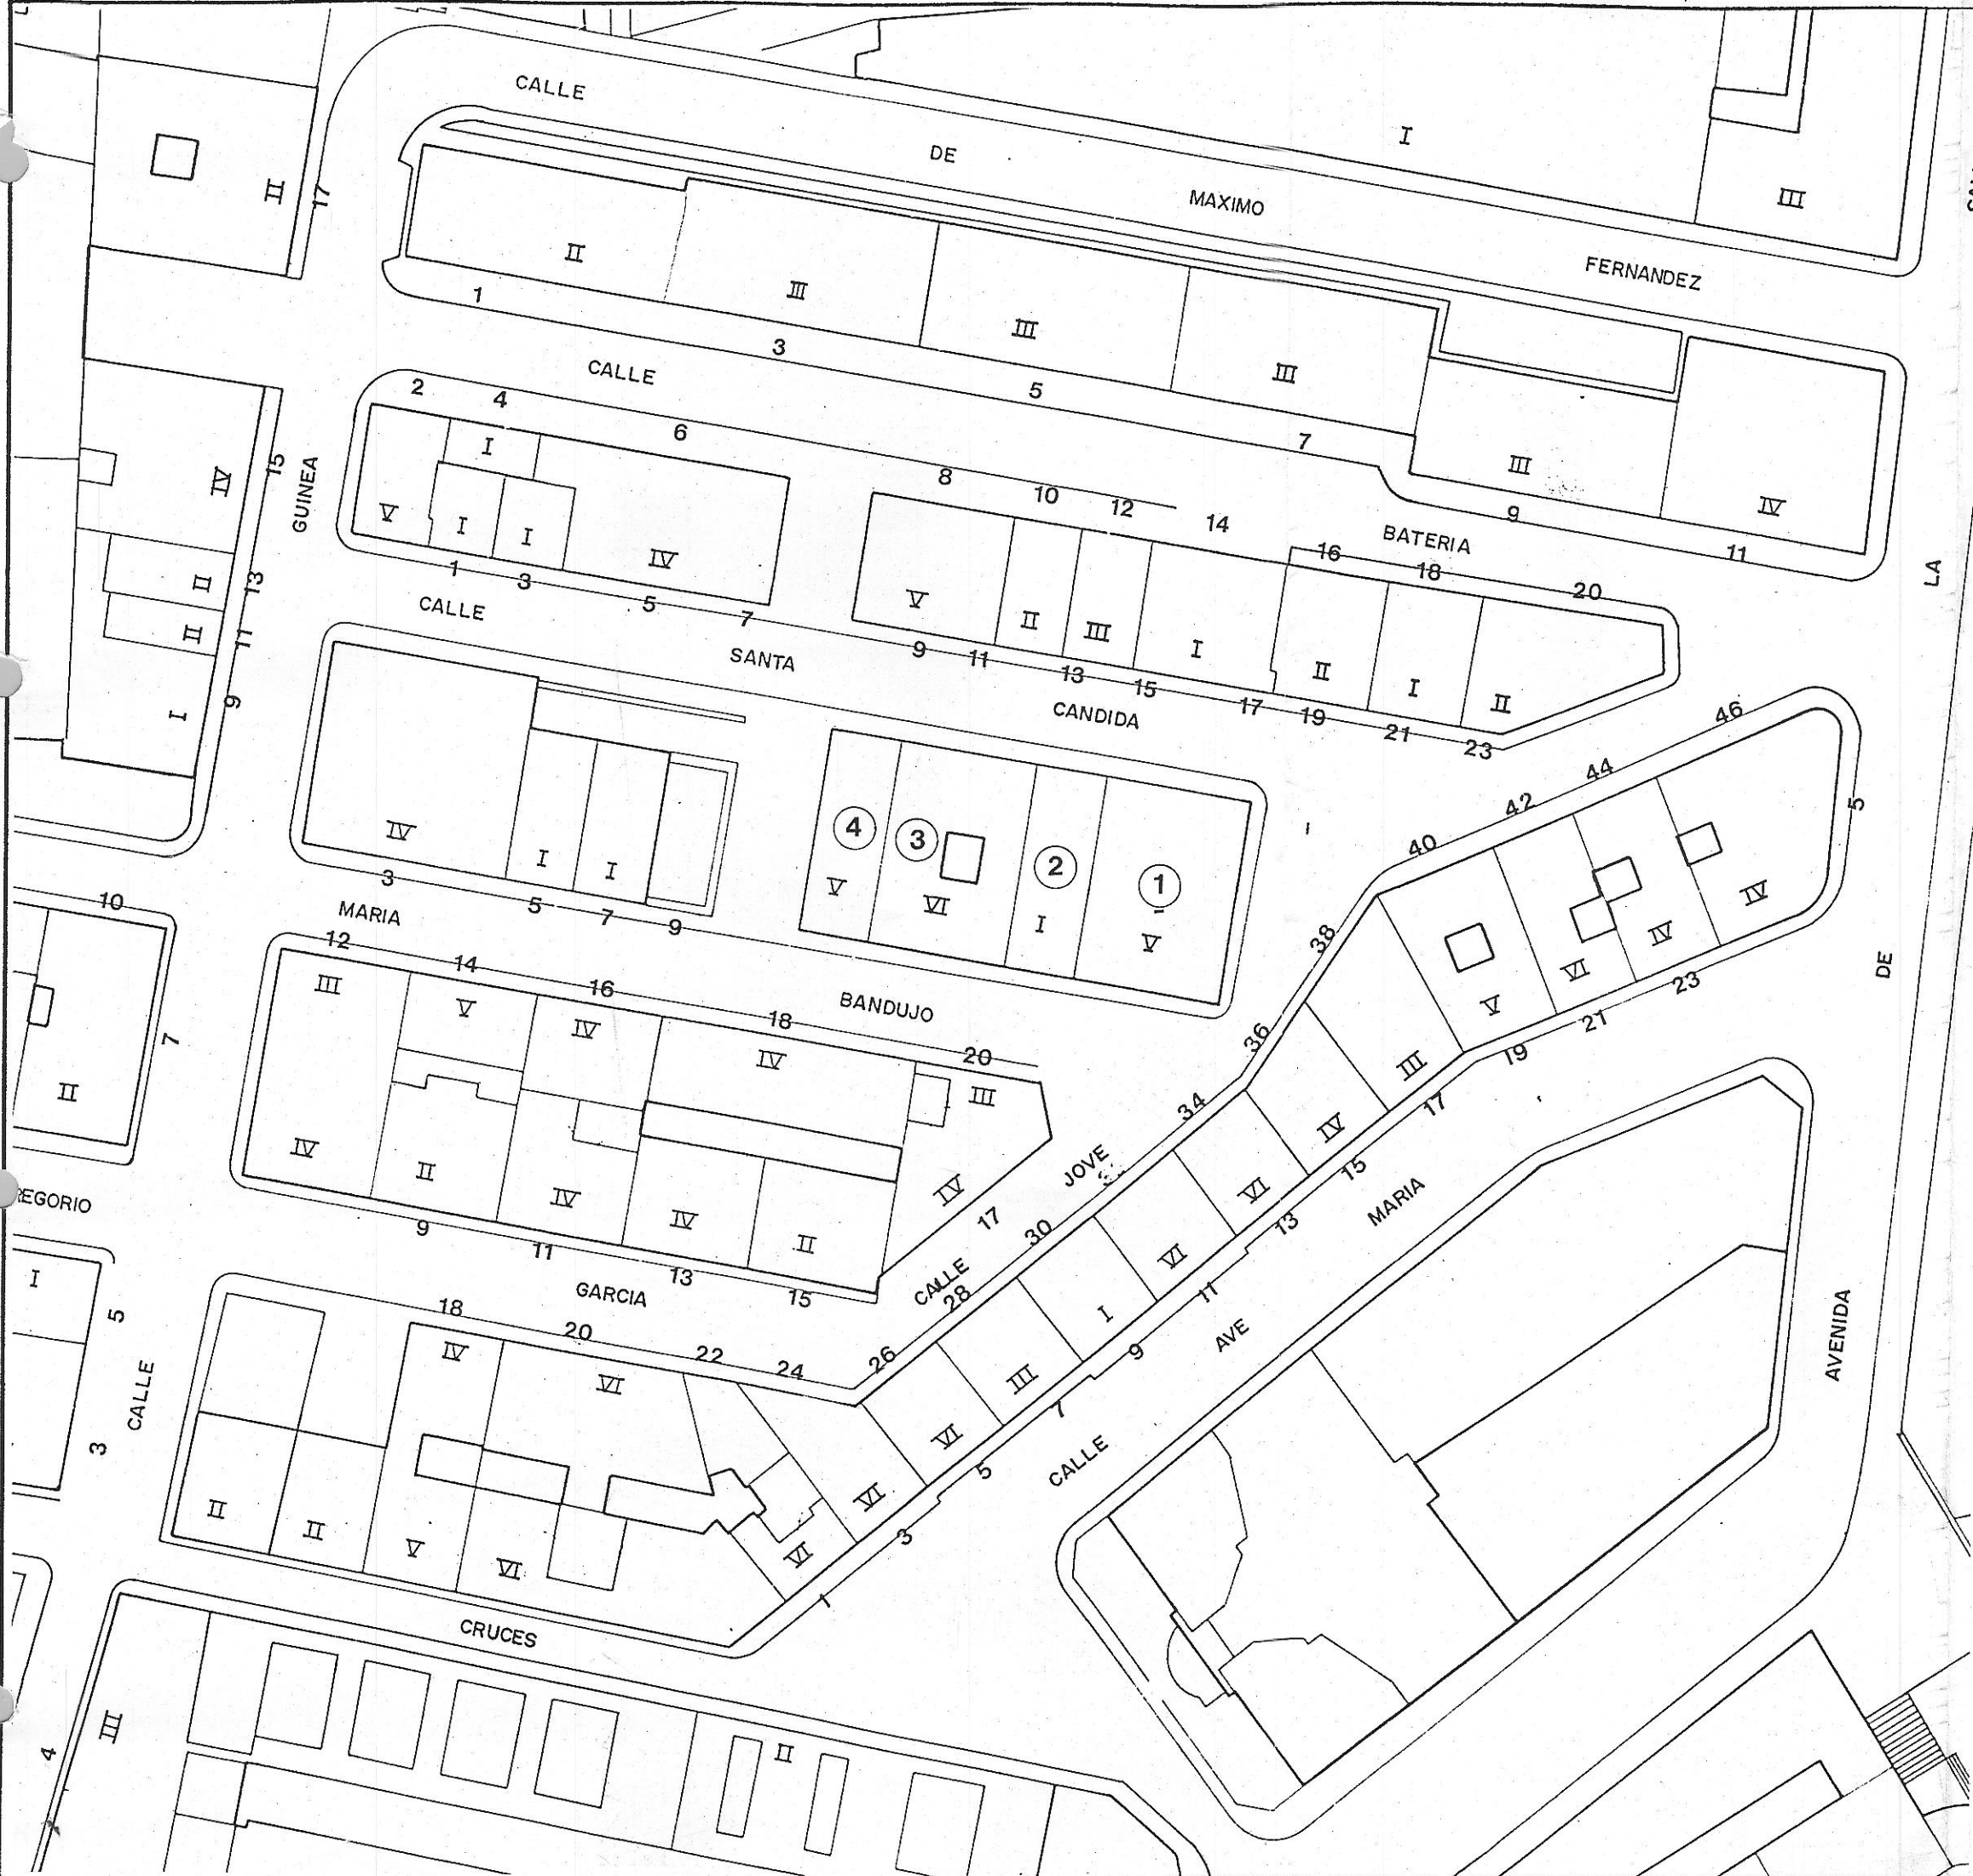 CALLE
DE
MAXIMO
FERNANDEZ
I
III
II
17
II
III
III
III
III
IV
1
3
5
7
9
11
CALLE
BATERIA
2
4
6
8
10
12
14
16
18
20
V
I
I
I
IV
V
II
III
I
II
I
II
1
3
5
7
9
11
13
15
17
19
21
23
GUINEA
15
13
11
9
IV
II
II
I
CALLE
SANTA
CANDIDA
IV
I
I
4
V
3
VI
2
I
1
V
3
5
7
9
MARIA
BANDUJO
10
7
II
12
14
16
18
20
III
V
IV
IV
III
IV
II
IV
IV
II
IV
9
11
13
15
17
REGORIO
GARCIA
I
5
3
CALLE
18
20
22
24
26
28
30
34
36
38
40
42
44
46
5
CALLE
JOVE
IV
VI
II
II
V
VI
VI
VI
VI
III
I
VI
VI
IV
III
V
VI
IV
IV
1
3
5
7
9
11
13
15
17
19
21
23
CALLE
AVE
MARIA
AVENIDA
DE
LA
CRUCES
III
4
II